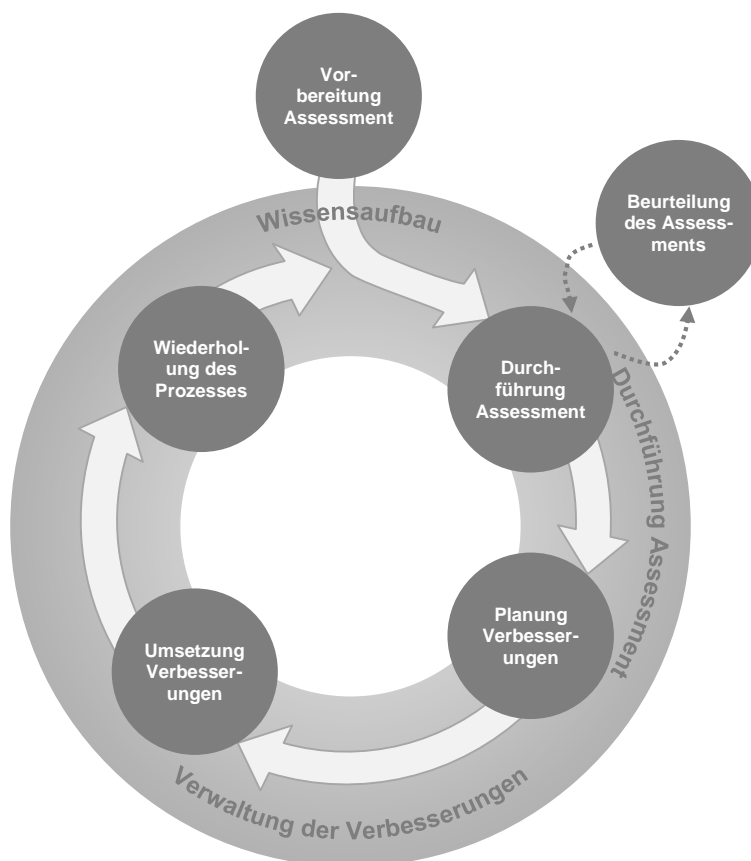 Vor-
bereitung
Assessment
Wissensaufbau
Beurteilung
des Assess-
ments
Wiederhol-
ung des
Prozesses
Durch-
führung
Assessment
Durchführung Assessment
Umsetzung
Verbesser-
ungen
Planung
Verbesser-
ungen
Verwaltung der Verbesserungen